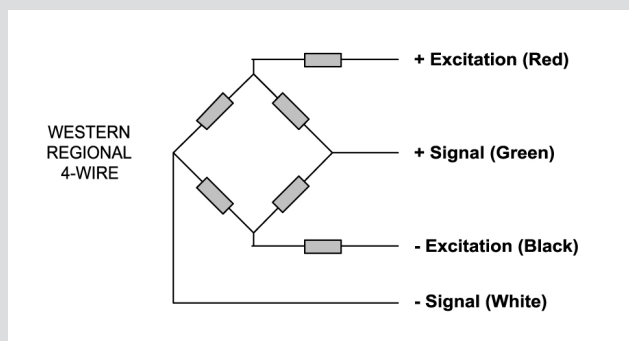 WESTERN
REGIONAL
4-WIRE
+ Excitation (Red)
+ Signal (Green)
- Excitation (Black)
- Signal (White)